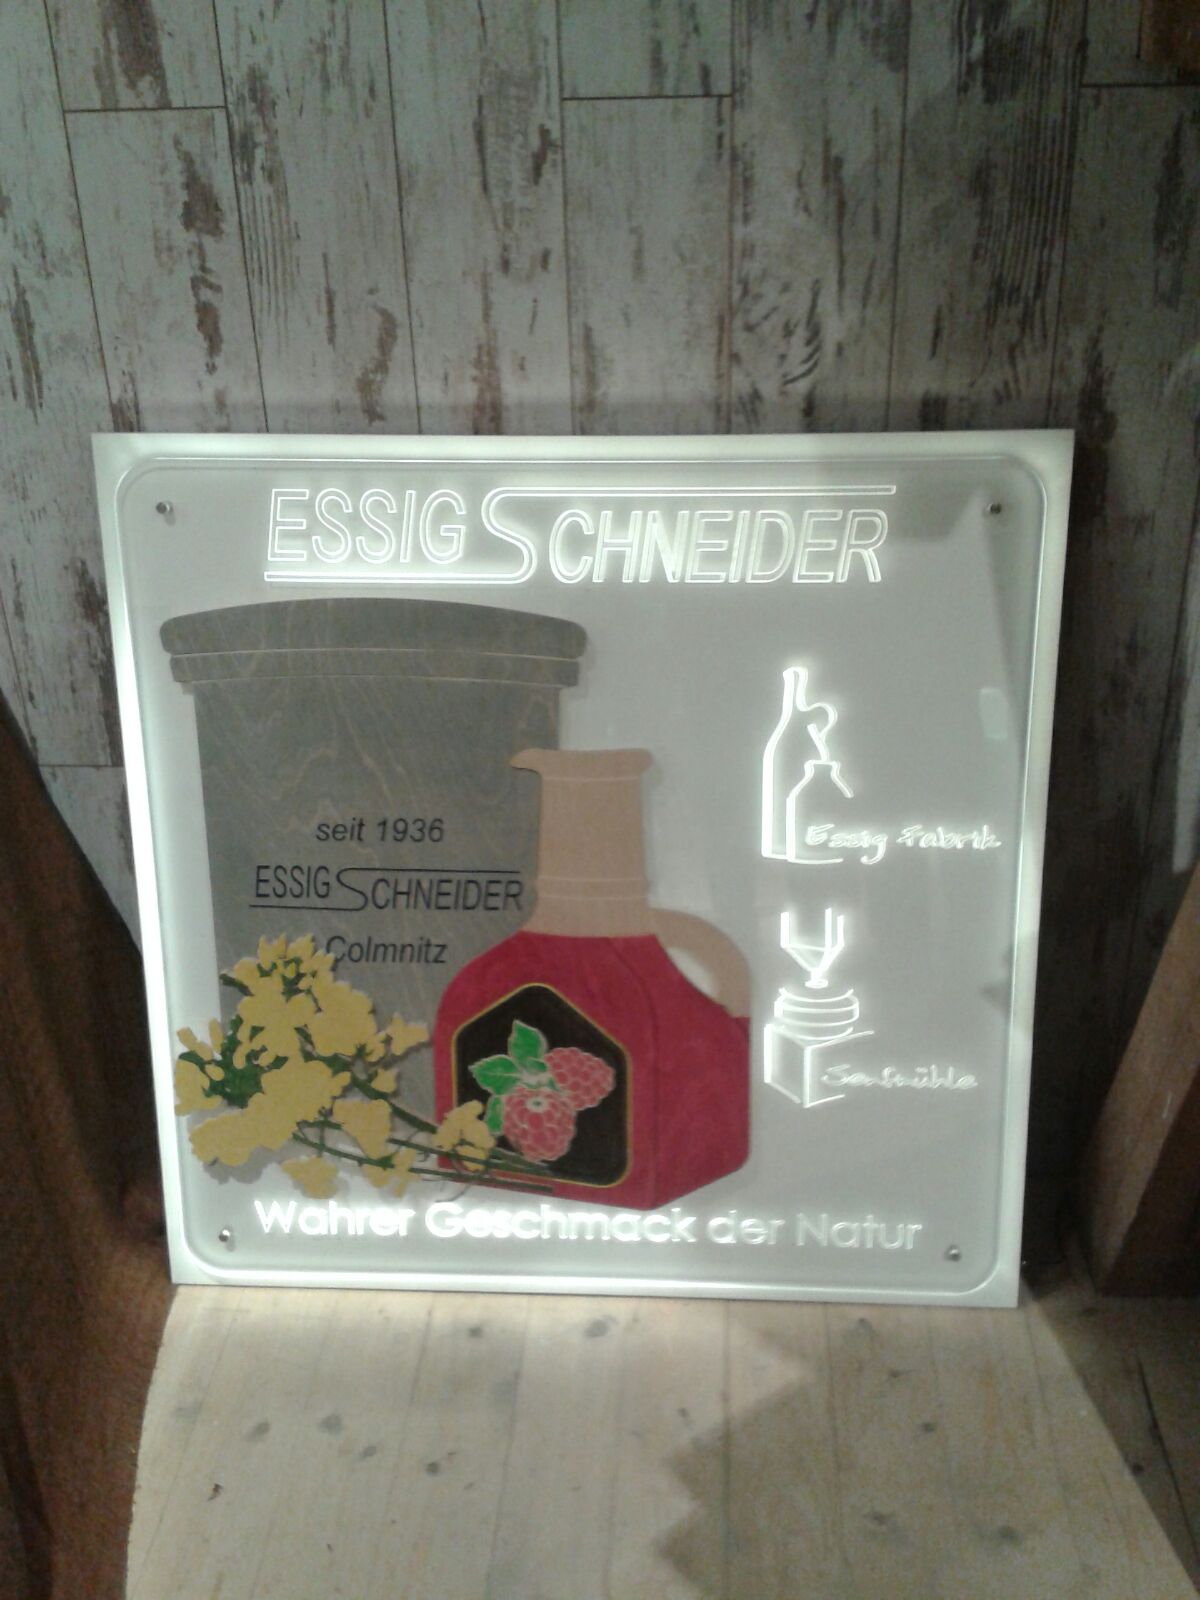 ESSIG SCHNEIDER
seit 1936
ESSIG SCHNEIDER
Colmnitz
Essig Fabrik
Senfmühle
Wahrer Geschmack der Natur